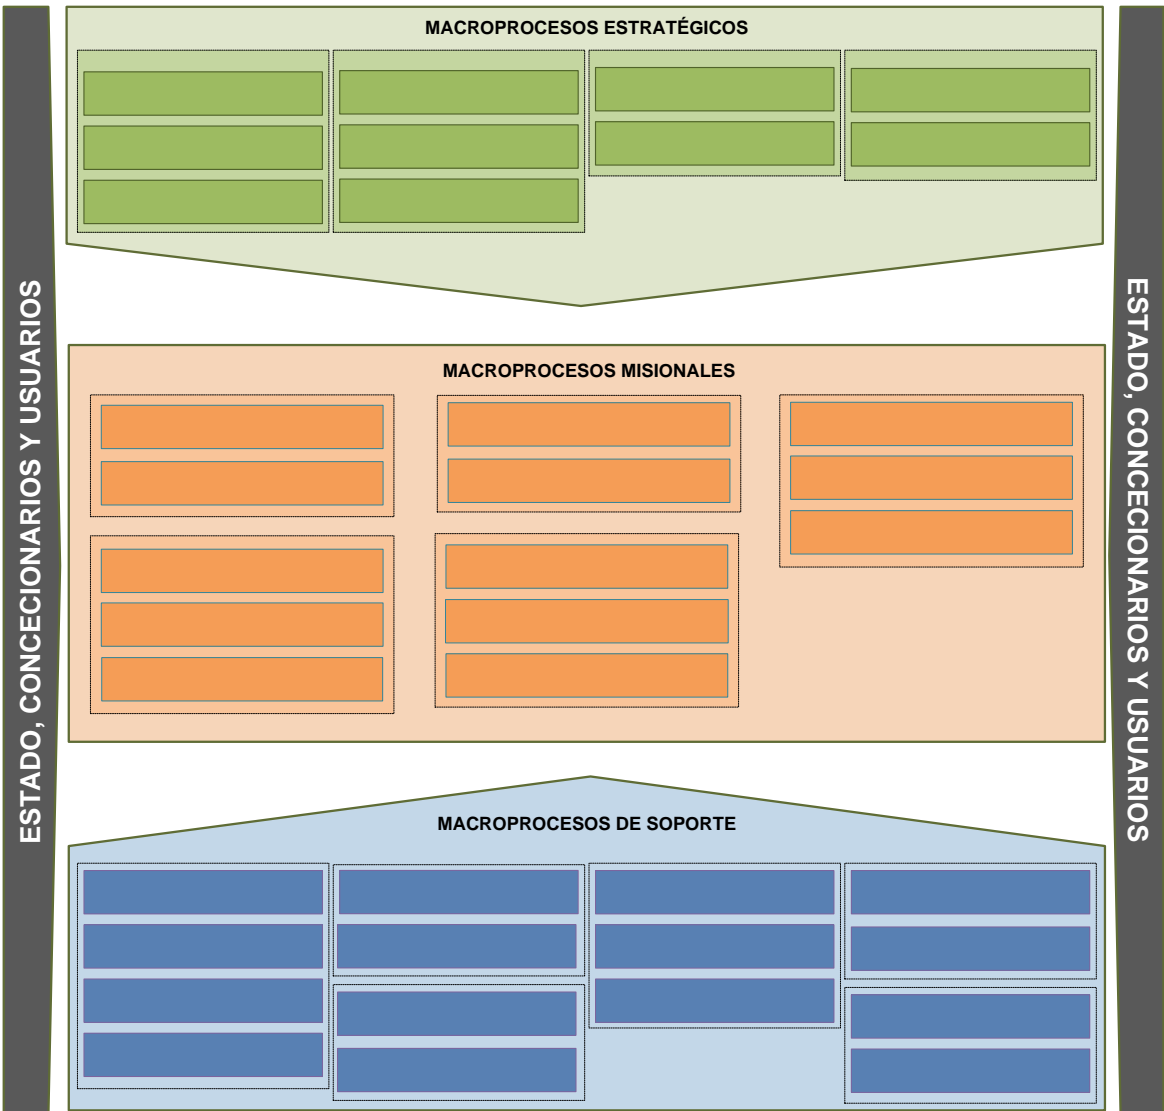 MACROPROCESOS ESTRATÉGICOS
ESTADO, CONCECIONARIOS Y USUARIOS
ESTADO, CONCECIONARIOS Y USUARIOS
MACROPROCESOS MISIONALES
MACROPROCESOS DE SOPORTE